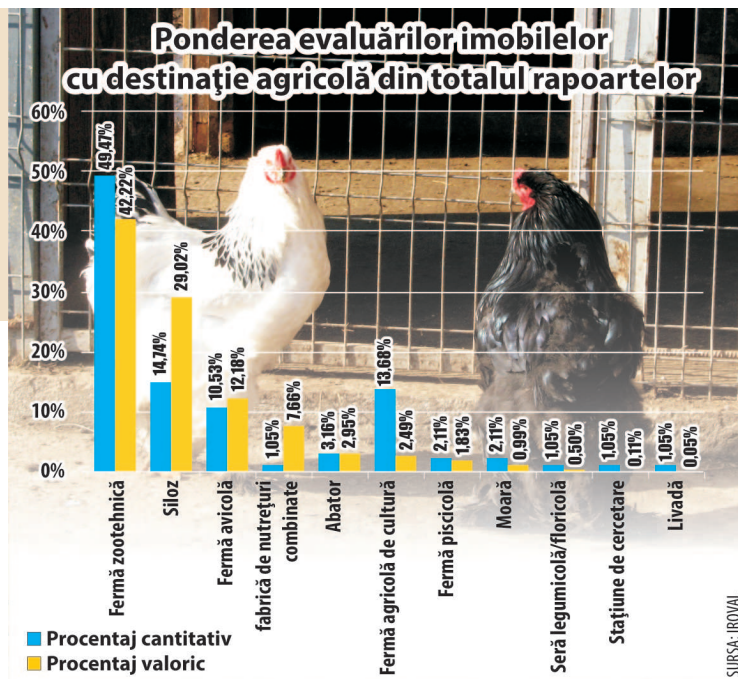 Ponderea evaluărilor imobilelor
cu destinaţie agricolă din totalul rapoartelor
60%
50%
40%
30%
20%
10%
0%
49,47%
42,22%
14,74%
29,02%
10,53%
12,18%
1,05%
7,66%
3,16%
2,95%
13,68%
2,49%
2,11%
1,83%
2,11%
0,99%
1,05%
0,50%
1,05%
0,11%
1,05%
0,05%
Fermă zootehnică
Siloz
Fermă avicolă
fabrică de nutreţuri
combinate
Abator
Fermă agricolă de cultură
Fermă piscicolă
Moară
Seră legumicolă/floricolă
Staţiune de cercetare
Livadă
Procentaj cantitativ
Procentaj valoric
SURSA: IROVAL